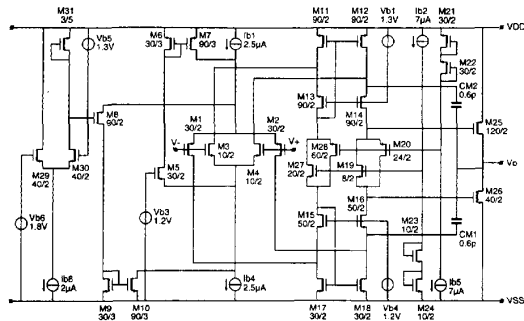 M31
3/5
Vb5
1.3V
M6
30/3
M7
90/3
Ib1
2.5µA
M11
90/2
M12
90/2
Vb1
1.3V
Ib2
7µA
M21
30/2
VDD
M22
30/2
M13
90/2
M14
90/2
CM2
0.6p
M8
90/2
M1
30/2
M2
30/2
V-
M3
10/2
V+
M4
10/2
M28
60/2
M20
24/2
M25
120/2
M5
30/2
M27
20/2
M19
8/2
Vo
M29
40/2
M30
40/2
M26
40/2
Vb6
1.8V
Vb3
1.2V
M15
50/2
M16
50/2
M23
10/2
CM1
0.6p
Ib8
2µA
Ib4
2.5µA
Ib5
7µA
VSS
M9
30/3
M10
90/3
M17
30/2
M18
30/2
Vb4
1.2V
M24
10/2